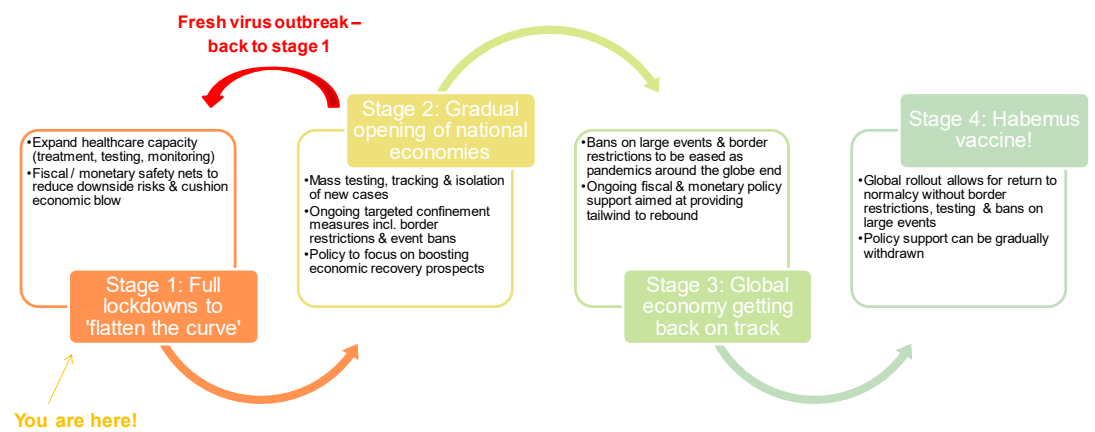 Fresh virus outbreak –
back to stage 1
•Expand healthcare capacity
(treatment, testing, monitoring)
•Fiscal / monetary safety nets to
reduce downside risks & cushion
economic blow
Stage 1: Full
lockdowns to
'flatten the curve'
You are here!
Stage 2: Gradual
opening of national
economies
•Mass testing, tracking & isolation
of new cases
•Ongoing targeted confinement
measures incl. border
restrictions & event bans
•Policy to focus on boosting
economic recovery prospects
•Bans on large events & border
restrictions to be eased as
pandemics around the globe end
•Ongoing fiscal & monetary policy
support aimed at providing
tailwind to rebound
Stage 3: Global
economy getting
back on track
Stage 4: Habemus
vaccine!
•Global rollout allows for return to
normalcy without border
restrictions, testing & bans on
large events
•Policy support can be gradually
withdrawn